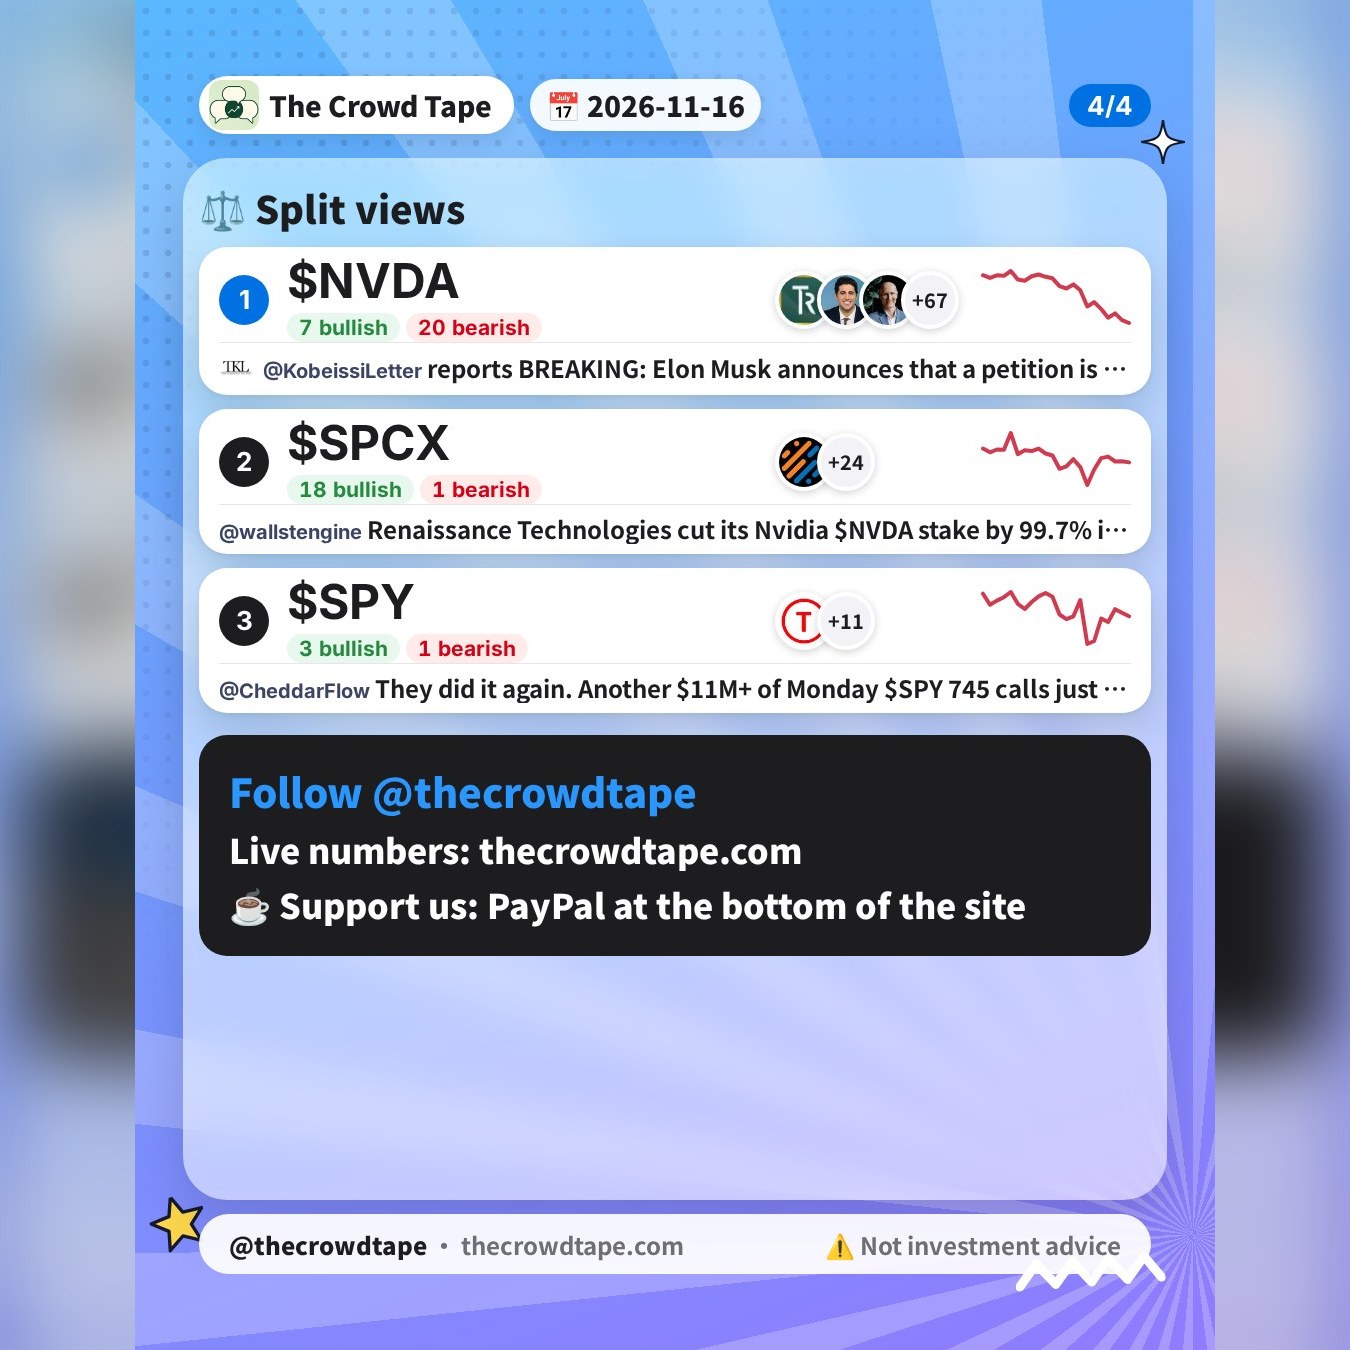 The Crowd Tape
2026-11-16
4/4
Split views
1
$NVDA
7 bullish 20 bearish
+67
TKL @KobeissiLetter reports BREAKING: Elon Musk announces that a petition is ···
2
$SPCX
18 bullish 1 bearish
+24
@wallstengine Renaissance Technologies cut its Nvidia $NVDA stake by 99.7% i···
3
$SPY
3 bullish 1 bearish
T +11
@CheddarFlow They did it again. Another $11M+ of Monday $SPY 745 calls just ···
Follow @thecrowdtape
Live numbers: thecrowdtape.com
Support us: PayPal at the bottom of the site
@thecrowdtape • thecrowdtape.com
Not investment advice